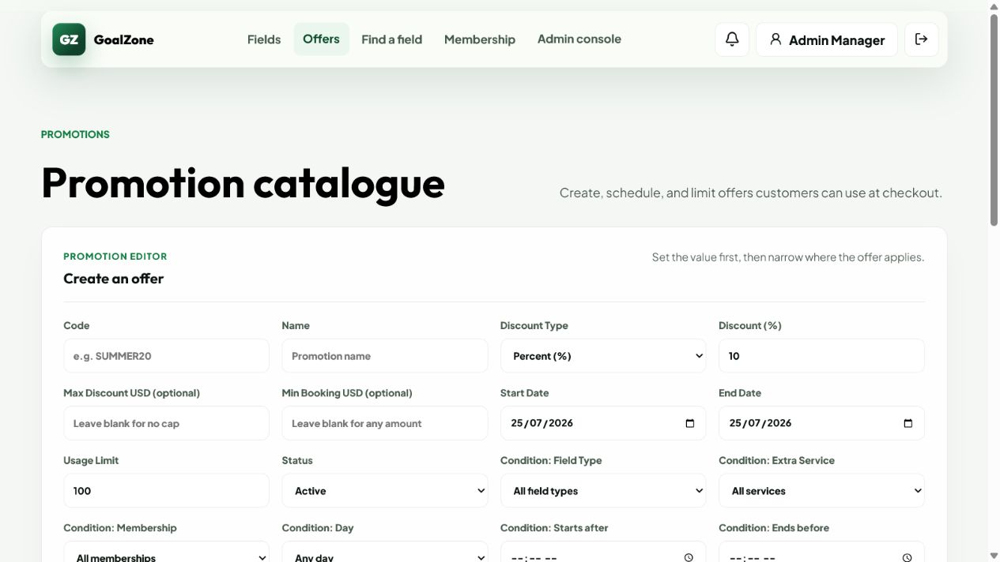 GZ GoalZone Fields Offers Find a field Membership Admin console Admin Manager
PROMOTIONS
Promotion catalogue
Create, schedule, and limit offers customers can use at checkout.
PROMOTION EDITOR
Set the value first, then narrow where the offer applies.
Create an offer
Code Name Discount Type Discount (%)
e.g. SUMMER20 Promotion name Percent (%) 10
Max Discount USD (optional) Min Booking USD (optional) Start Date End Date
Leave blank for no cap Leave blank for any amount 25/07/2026 25/07/2026
Usage Limit Status Condition: Field Type Condition: Extra Service
100 Active All field types All services
Condition: Membership Condition: Day Condition: Starts after Condition: Ends before
All memberships Any day --:-- -- --:-- --